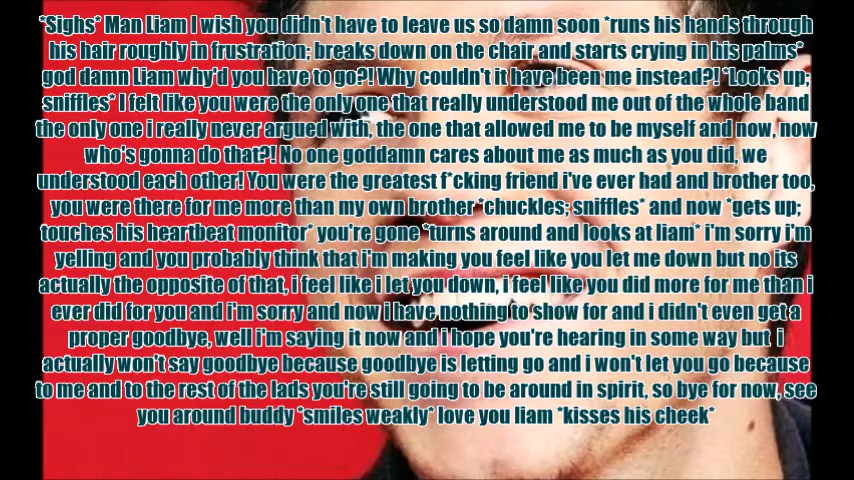 *Sighs* Man Liam I wish you didn't have to leave us so damn soon *runs his hands through
his hair roughly in frustration; breaks down on the chair and starts crying in his palms*
god damn Liam why'd you have to go?! Why couldn't it have been me instead?! *Looks up;
sniffles* I felt like you were the only one that really understood me out of the whole band
the only one i really never argued with, the one that allowed me to be myself and now, now
who's gonna do that?! No one goddamn cares about me as much as you did, we
understood each other! You were the greatest f*cking friend i've ever had and brother too,
you were there for me more than my own brother *chuckles; sniffles* and now *gets up;
touches his heartbeat monitor* you're gone *turns around and looks at liam* i'm sorry i'm
yelling and you probably think that i'm making you feel like you let me down but no its
actually the opposite of that, i feel like i let you down, i feel like you did more for me than i
ever did for you and i'm sorry and now i have nothing to show for and i didn't even get a
proper goodbye, well i'm saying it now and i hope you're hearing in some way but  i
actually won't say goodbye because goodbye is letting go and i won't let you go because
to me and to the rest of the lads you're still going to be around in spirit, so bye for now, see
you around buddy *smiles weakly* love you liam *kisses his cheek*